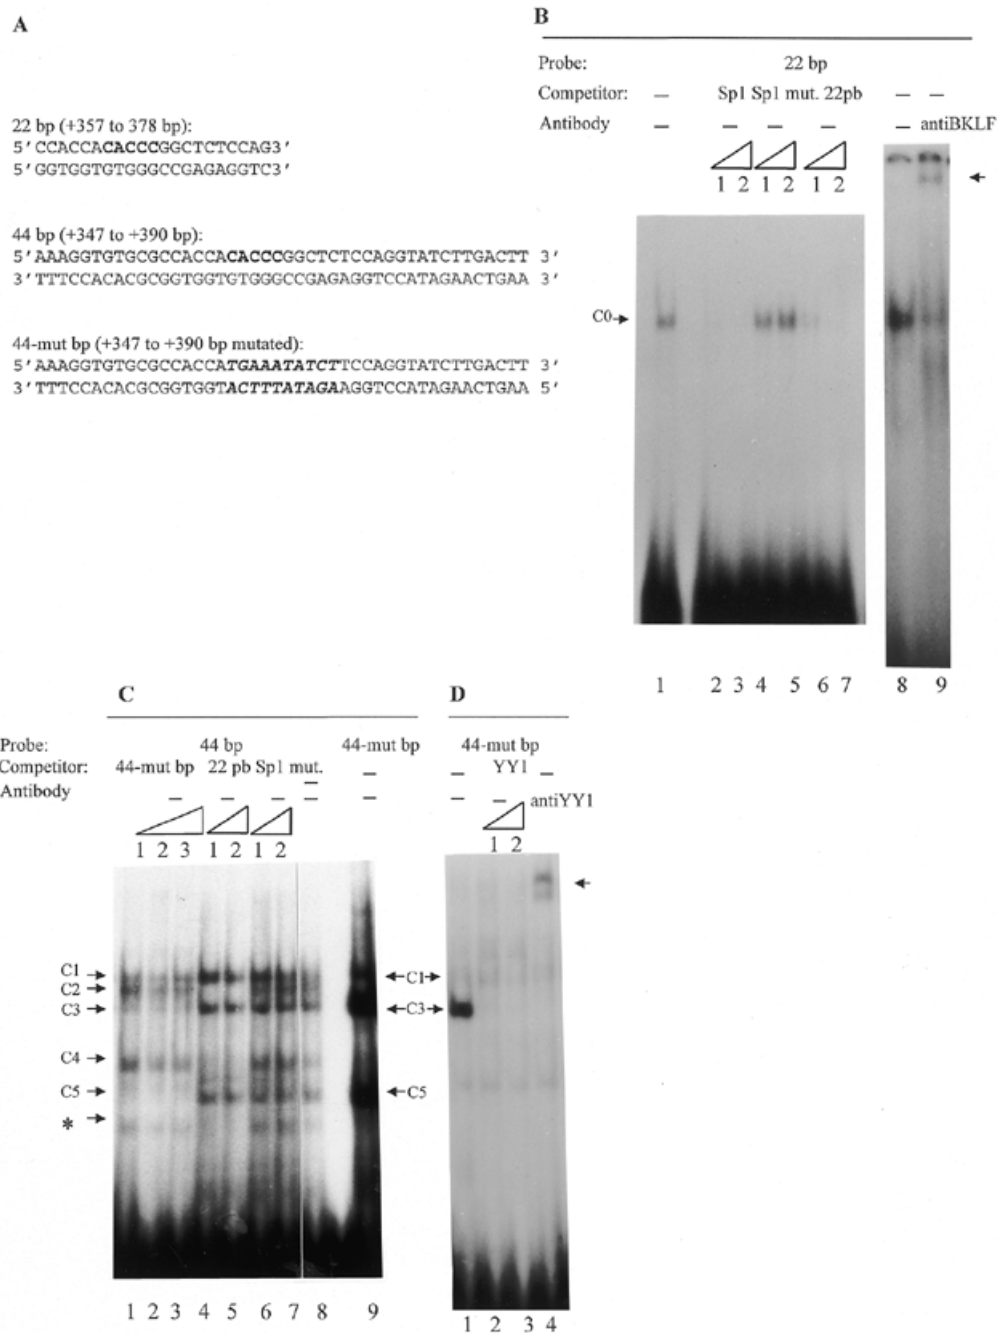 A
22 bp (+357 to 378 bp):
5'CCACCACACCCGGCTCTCCAG3'
5'GGTGGTGTGGGCCGAGAGGTC3'
44 bp (+347 to +390 bp):
5'AAAGGTGTGCGCCACCACACCCGGCTCTCCAGGTATCTTGACTT 3'
3'TTTCCACACGCGGTGGTGTGGGCCGAGAGGTCCATAGAACTGAA 3'
44-mut bp (+347 to +390 bp mutated):
5'AAAGGTGTGCGCCACCATGAAATATCTTCCAGGTATCTTGACTT 3'
3'TTTCCACACGCGGTGGTACTTTATAGAAGGTCCATAGAACTGAA 5'
B
Probe: 22 bp
Competitor: – Sp1 Sp1 mut. 22pb – –
Antibody – – – – – antiBKLF
1 2 1 2 1 2
C0
1 2 3 4 5 6 7 8 9
C
Probe: 44 bp 44-mut bp
Competitor: 44-mut bp 22 pb Sp1 mut. – –
Antibody – – – – –
1 2 3 1 2 1 2
C1
C2
C3
C4
C5
*
C1
C3
C5
1 2 3 4 5 6 7 8 9
D
44-mut bp
– YY1 –
– – antiYY1
1 2
1 2 3 4